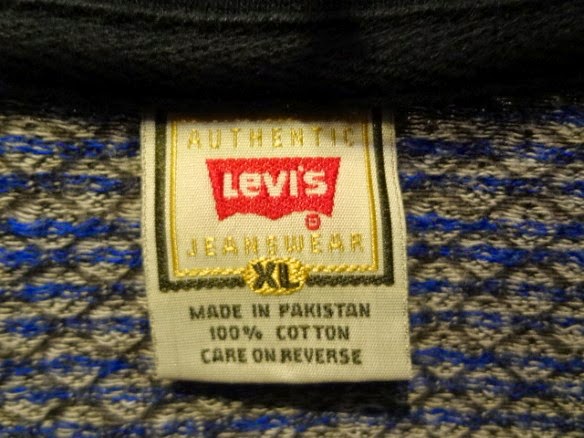 AUTHENTIC
Levi's
®
JEANSWEAR
XL
MADE IN PAKISTAN
100% COTTON
CARE ON REVERSE